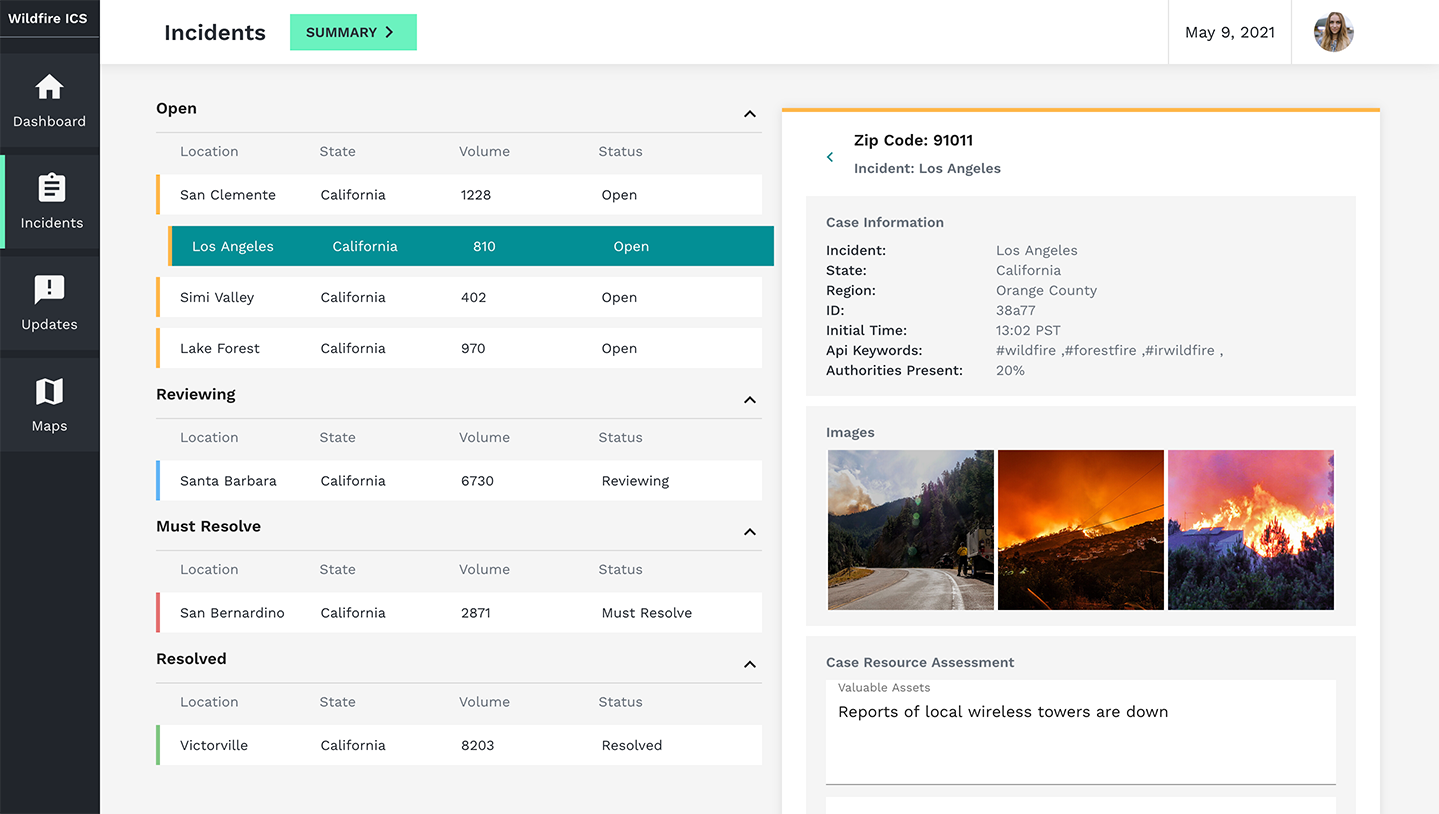 Wildfire ICS
Dashboard
Incidents
Updates
Maps
Incidents
SUMMARY
May 9, 2021
Open
Location State Volume Status
San Clemente California 1228 Open
Los Angeles California 810 Open
Simi Valley California 402 Open
Lake Forest California 970 Open
Reviewing
Location State Volume Status
Santa Barbara California 6730 Reviewing
Must Resolve
Location State Volume Status
San Bernardino California 2871 Must Resolve
Resolved
Location State Volume Status
Victorville California 8203 Resolved
Zip Code: 91011
Incident: Los Angeles
Case Information
Incident: Los Angeles
State: California
Region: Orange County
ID: 38a77
Initial Time: 13:02 PST
Api Keywords: #wildfire ,#forestfire ,#irwildfire ,
Authorities Present: 20%
Images
Case Resource Assessment
Valuable Assets
Reports of local wireless towers are down